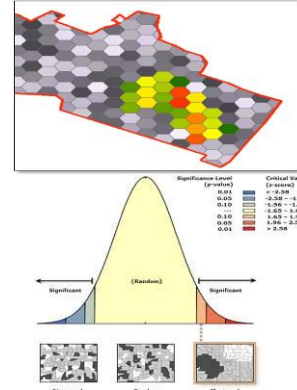 Significance Level
(p-value)
Critical Va
(z-score)
0.01
< -2.58
0.05
-2.58 – -1.
0.10
-1.96 – -1.
...
-1.65 – 1.6
0.10
1.65 – 1.9
0.05
1.96 – 2.5
0.01
> 2.58
(Random)
Significant
Significant